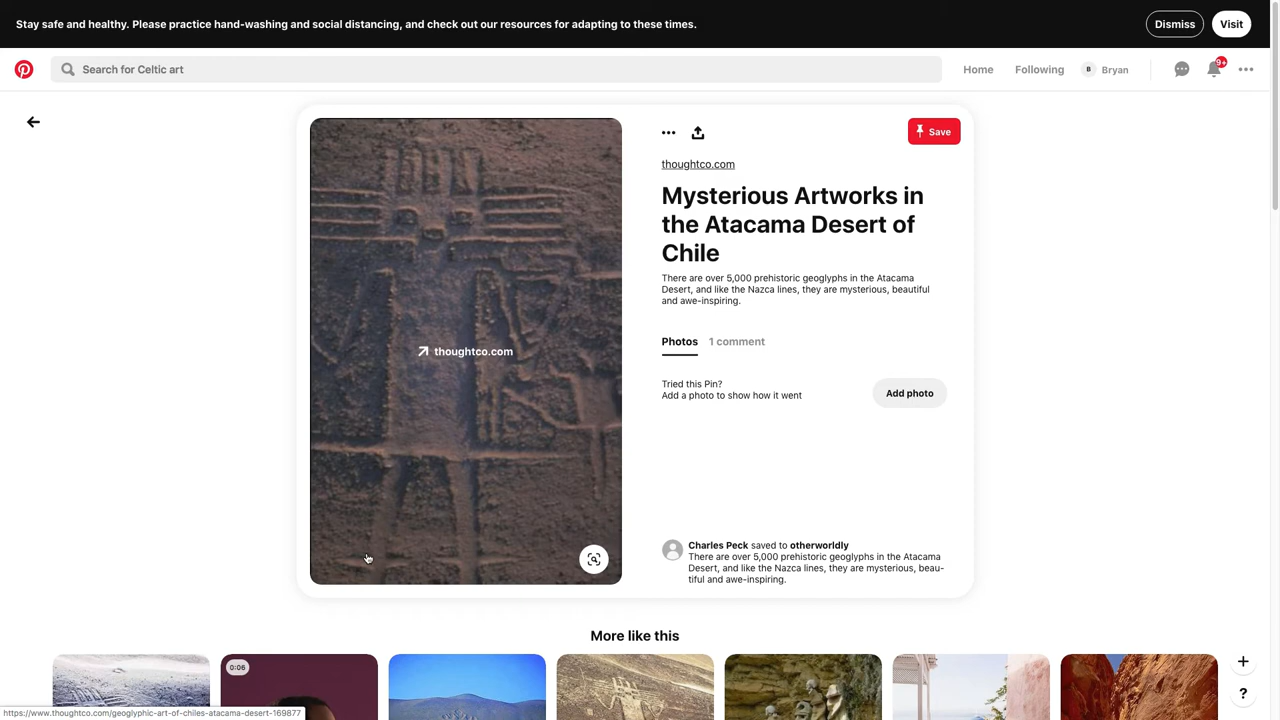 Stay safe and healthy. Please practice hand-washing and social distancing, and check out our resources for adapting to these times.
Dismiss
Visit
Search for Celtic art
Home
Following
B
Bryan
9+
Save
thoughtco.com
Mysterious Artworks in
the Atacama Desert of
Chile
There are over 5,000 prehistoric geoglyphs in the Atacama
Desert, and like the Nazca lines, they are mysterious, beautiful
and awe-inspiring.
thoughtco.com
Photos
1 comment
Tried this Pin?
Add a photo to show how it went
Add photo
Charles Peck saved to otherworldly
There are over 5,000 prehistoric geoglyphs in the Atacama
Desert, and like the Nazca lines, they are mysterious, beau-
tiful and awe-inspiring.
More like this
0:06
?
https://www.thoughtco.com/geoglyphic-art-of-chiles-atacama-desert-169877